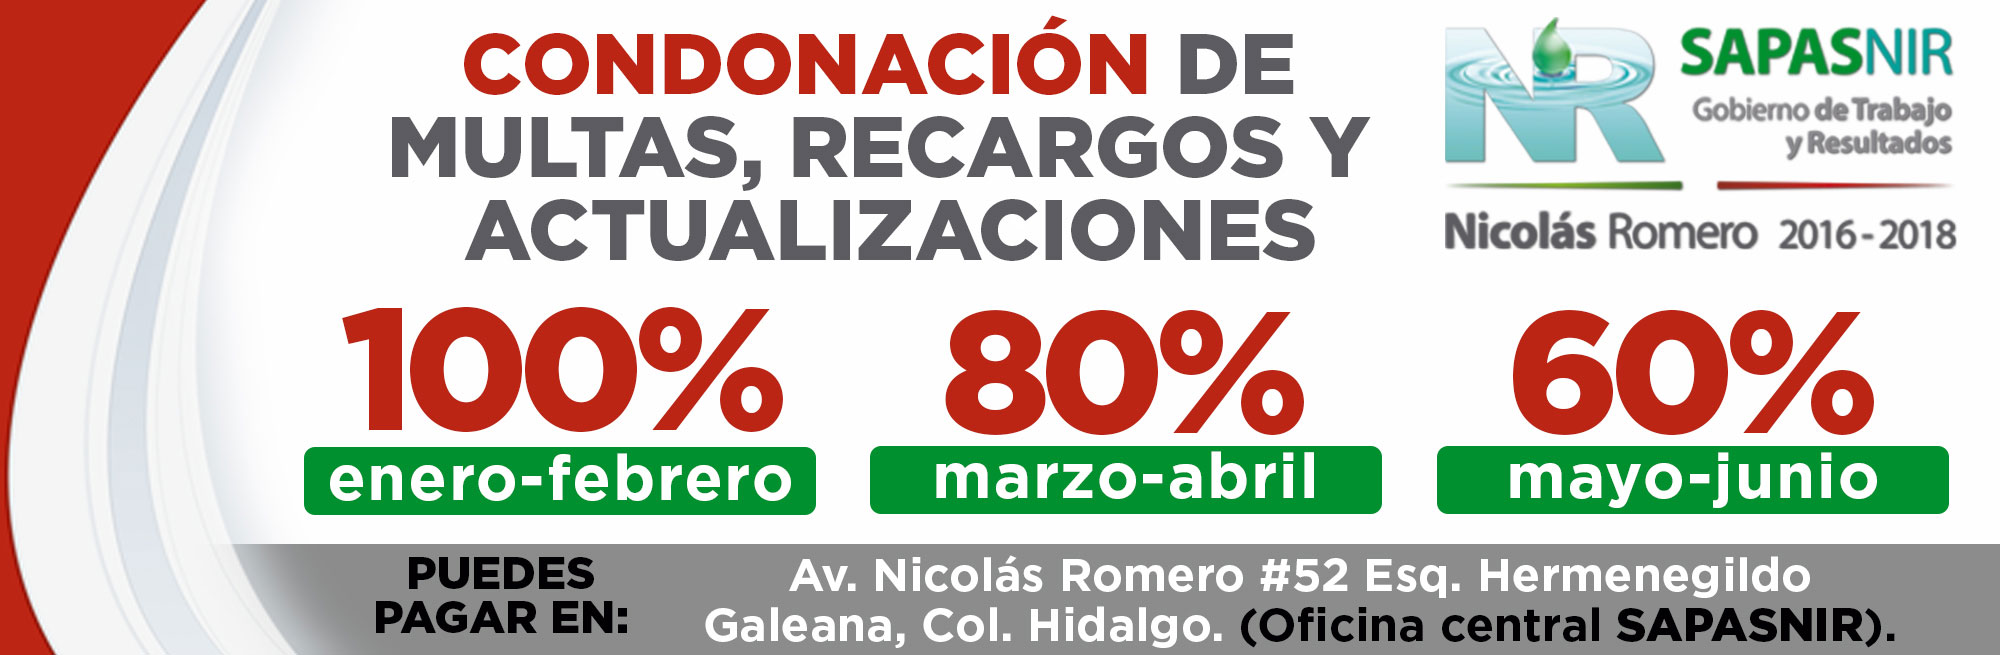 CONDONACIÓN DE
MULTAS, RECARGOS Y
ACTUALIZACIONES
NR
SAPASNIR
Gobierno de Trabajo
y Resultados
Nicolás Romero 2016-2018
100%
enero-febrero
80%
marzo-abril
60%
mayo-junio
PUEDES
PAGAR EN:
Av. Nicolás Romero #52 Esq. Hermenegildo
Galeana, Col. Hidalgo. (Oficina central SAPASNIR).